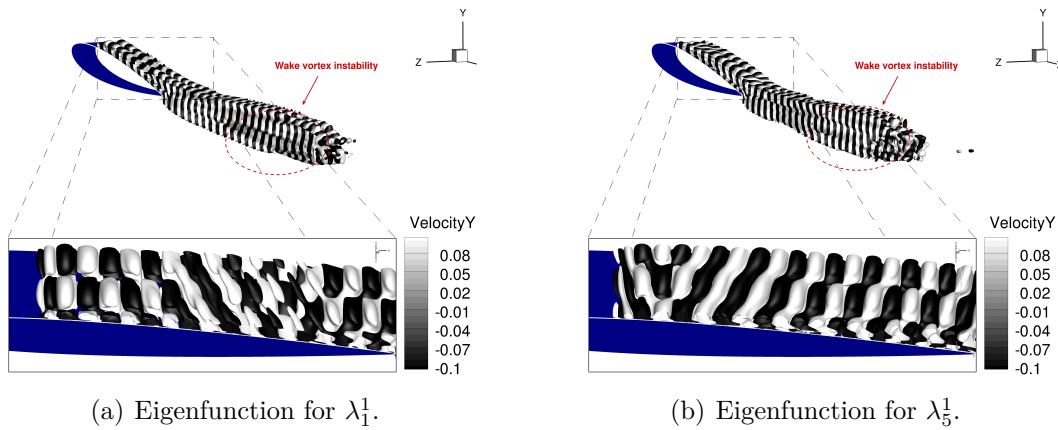 Y
Z
Wake vortex instability
VelocityY
0.08
0.05
0.02
-0.01
-0.04
-0.07
-0.1
(a) Eigenfunction for λ₁¹.
Y
Z
Wake vortex instability
VelocityY
0.08
0.05
0.02
-0.01
-0.04
-0.07
-0.1
(b) Eigenfunction for λ₅¹.